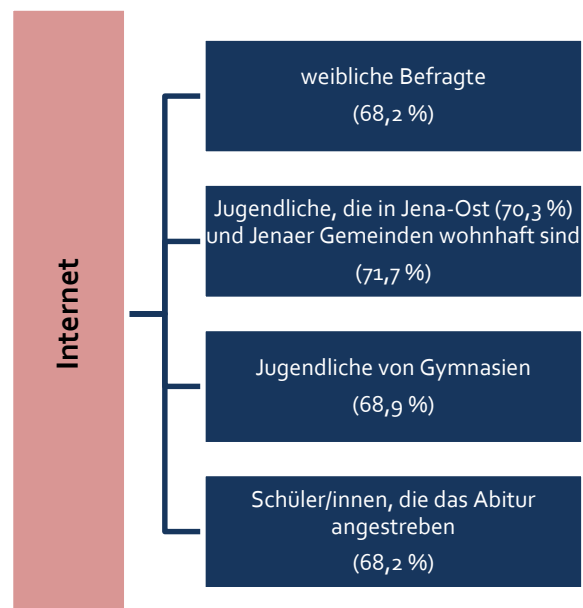 Internet
weibliche Befragte
(68,2 %)
Jugendliche, die in Jena-Ost (70,3 %)
und Jenaer Gemeinden wohnhaft sind
(71,7 %)
Jugendliche von Gymnasien
(68,9 %)
Schüler/innen, die das Abitur
angestreben
(68,2 %)